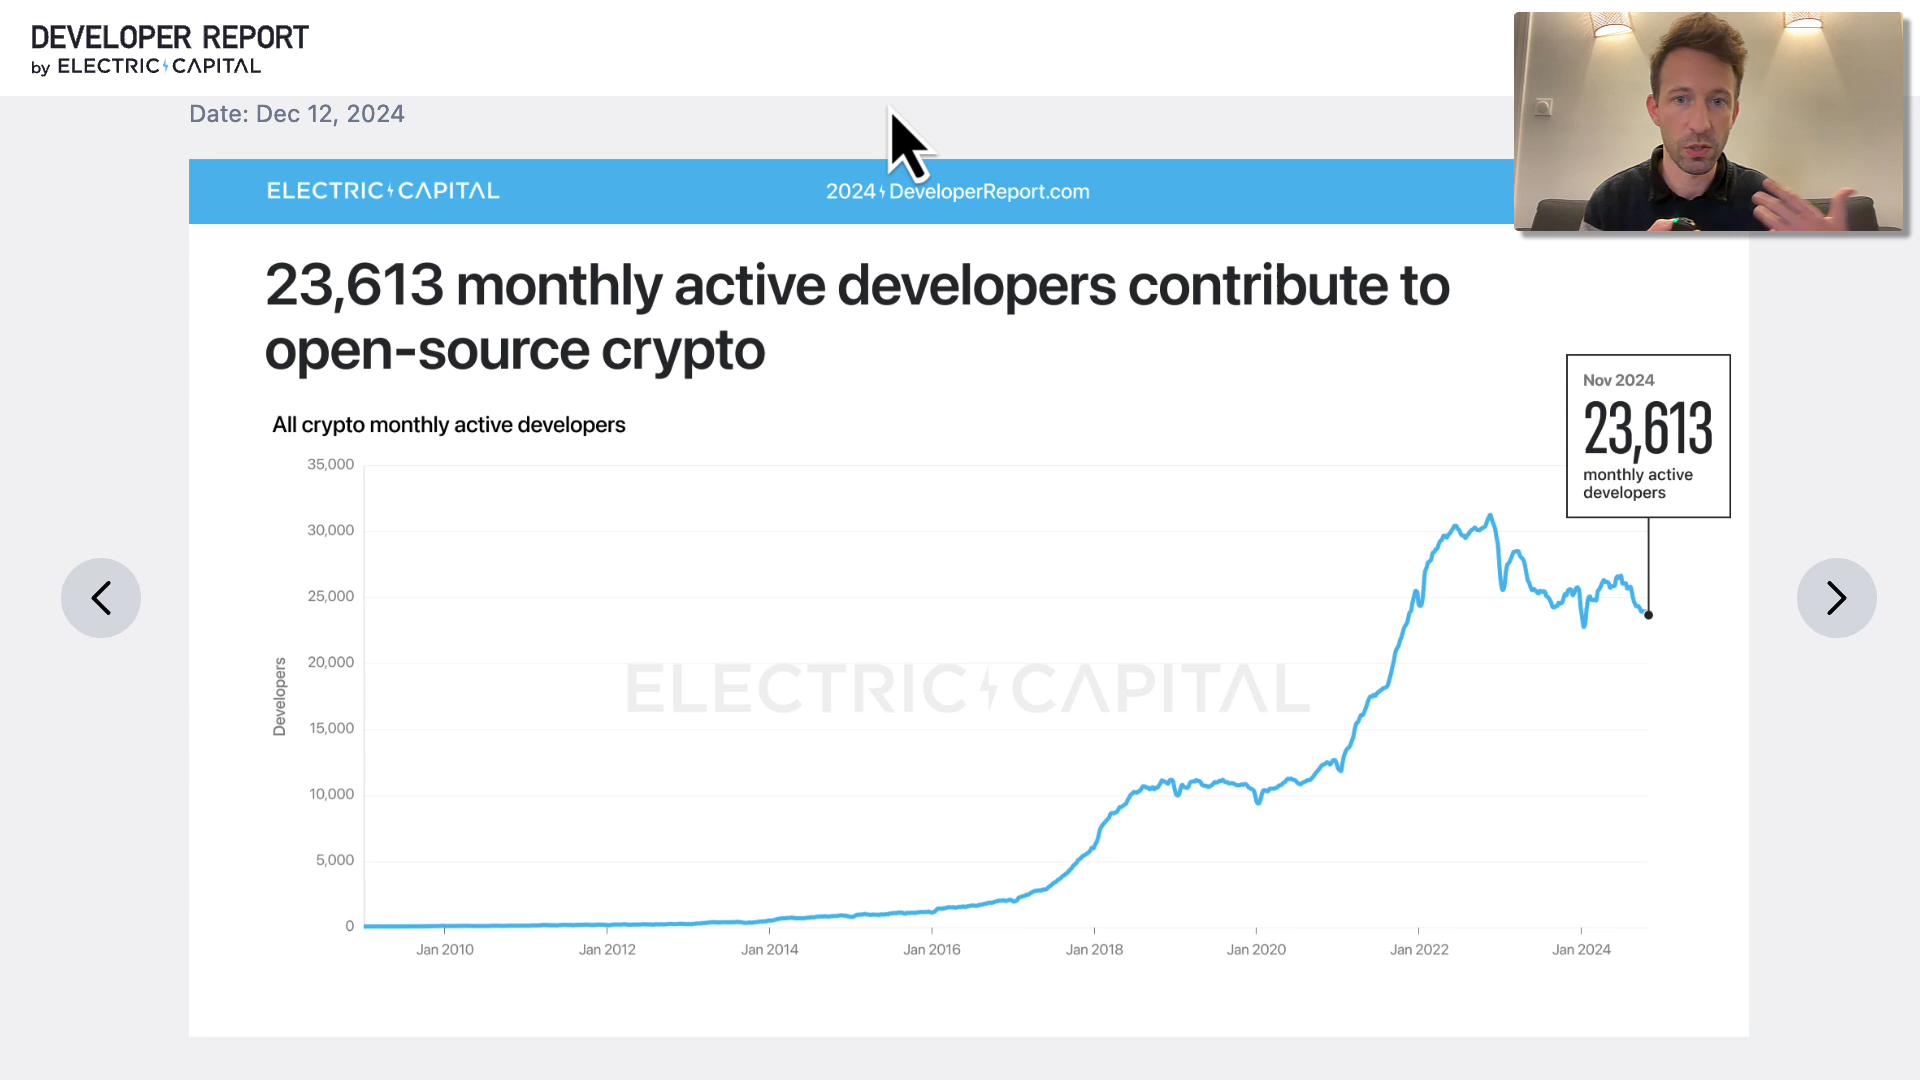 DEVELOPER REPORT
by ELECTRIC CAPITAL
Date: Dec 12, 2024
ELECTRIC CAPITAL
2024 DeveloperReport.com
23,613 monthly active developers contribute to
open-source crypto
Nov 2024
23,613
monthly active
developers
All crypto monthly active developers
35,000
30,000
25,000
20,000
15,000
10,000
5,000
0
Developers
ELECTRIC CAPITAL
Jan 2010
Jan 2012
Jan 2014
Jan 2016
Jan 2018
Jan 2020
Jan 2022
Jan 2024